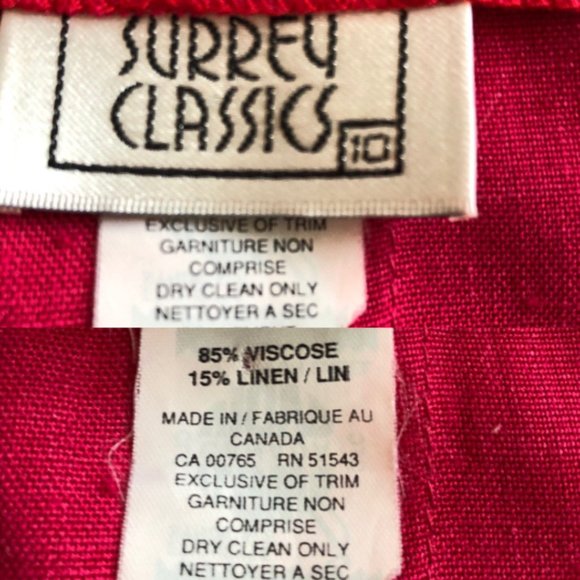 SURREY
CLASSICS
10
EXCLUSIVE OF TRIM
GARNITURE NON
COMPRISE
DRY CLEAN ONLY
NETTOYER A SEC
85% VISCOSE
15% LINEN / LIN
MADE IN / FABRIQUE AU
CANADA
CA 00765 RN 51543
EXCLUSIVE OF TRIM
GARNITURE NON
COMPRISE
DRY CLEAN ONLY
NETTOYER A SEC